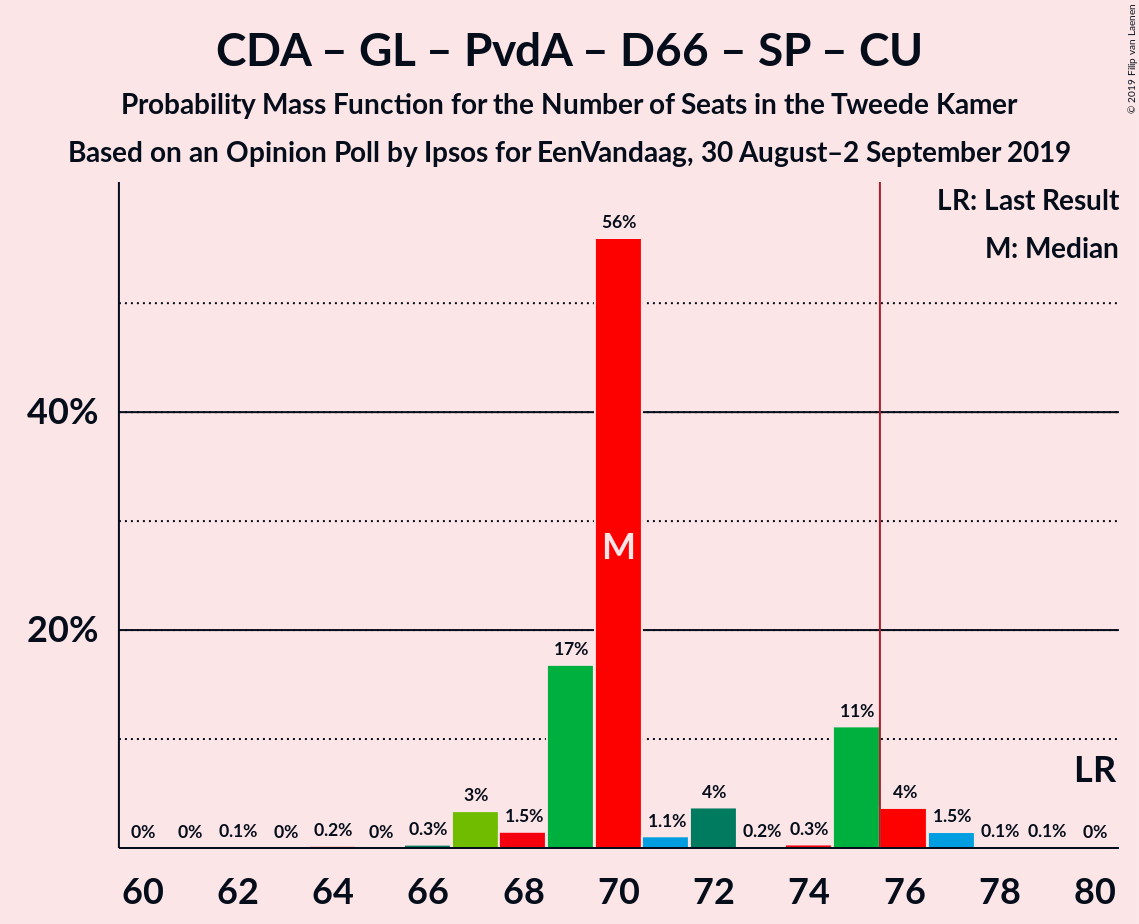 CDA – GL – PvdA – D66 – SP – CU
Probability Mass Function for the Number of Seats in the Tweede Kamer
Based on an Opinion Poll by Ipsos for EenVandaag, 30 August–2 September 2019
© 2019 Filip van Laenen
LR: Last Result
M: Median
56%
40%
M
20%
17%
11%
LR
0% 0% 0.1% 0% 0.2% 0% 0.3% 3% 1.5% 1.1% 4% 0.2% 0.3% 4% 1.5% 0.1% 0.1% 0%
60 62 64 66 68 70 72 74 76 78 80